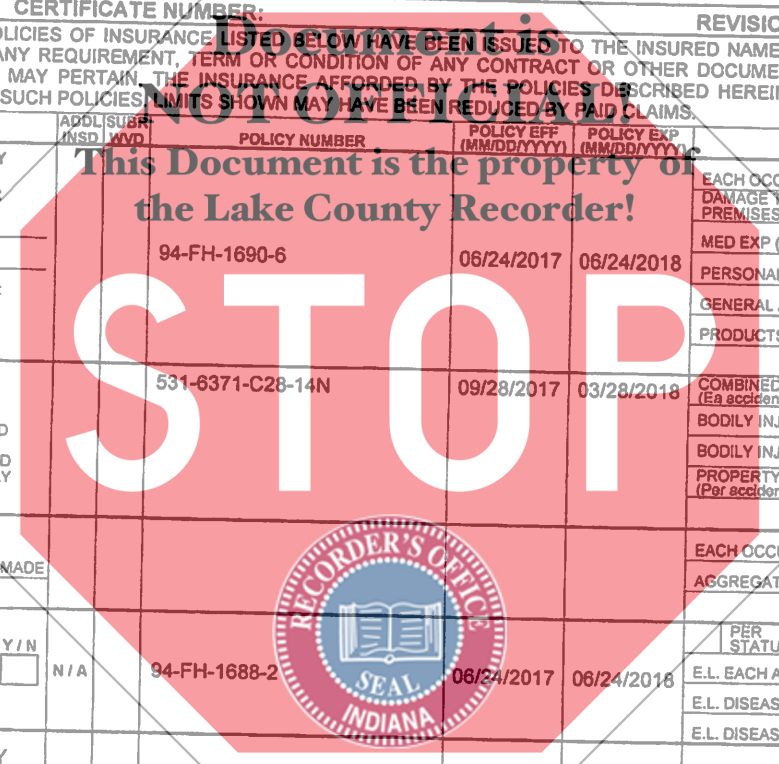 CERTIFICATE NUMBER:
REVISIO
Document is
OLICIES OF INSURANCE LISTED BELOW HAVE BEEN ISSUED TO THE INSURED NAME
ANY REQUIREMENT, TERM OR CONDITION OF ANY CONTRACT OR OTHER DOCUME
MAY PERTAIN, THE INSURANCE AFFORDED BY THE POLICIES DESCRIBED HEREIN
SUCH POLICIES. LIMITS SHOWN MAY HAVE BEEN REDUCED BY PAID CLAIMS.
NOT OFFICIAL!
ADDL SUBR
INSD WVD
POLICY NUMBER
POLICY EFF
(MM/DD/YYYY)
POLICY EXP
(MM/DD/YYYY)
This Document is the property of
the Lake County Recorder!
EACH OCC
DAMAGE T
PREMISES
94-FH-1690-6 06/24/2017 06/24/2018
MED EXP (
PERSONAL
GENERAL
PRODUCTS
STOP
531-6371-C28-14N 09/28/2017 03/28/2018
COMBINED
(Ea acciden
BODILY INJ
BODILY INJ
PROPERTY
(Per acciden
EACH OCCU
MADE
AGGREGAT
RECORDER'S OFFICE
SEAL
INDIANA
Y / N
N / A
PER
STATU
94-FH-1688-2 06/24/2017 06/24/2018
E.L. EACH A
E.L. DISEAS
E.L. DISEAS